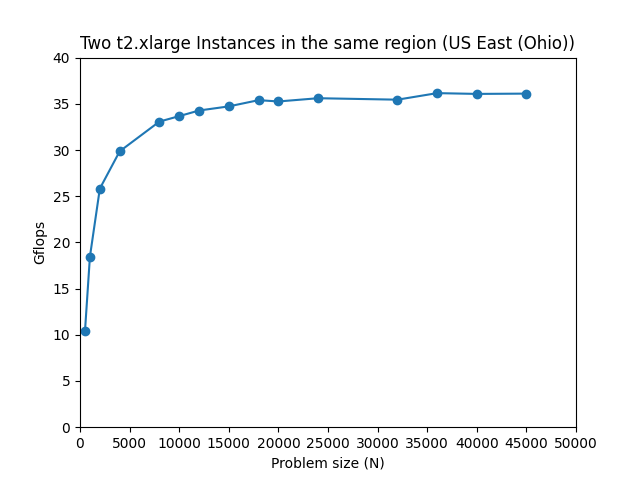 Two t2.xlarge Instances in the same region (US East (Ohio))
40
35
30
25
20
15
10
5
0
Gflops
0 5000 10000 15000 20000 25000 30000 35000 40000 45000 50000
Problem size (N)